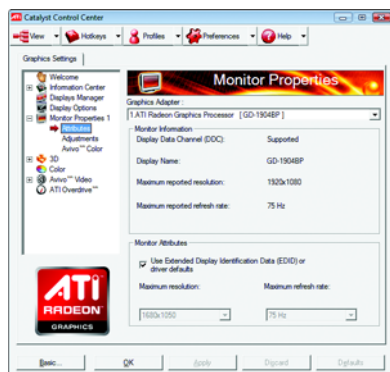 ATI Catalyst Control Center
View Hotkeys Profiles Preferences Help
Graphics Settings
Welcome
Information Center
Displays Manager
Display Options
Monitor Properties 1
Attributes
Adjustments
Avivo™ Color
3D
Color
Avivo™ Video
ATI Overdrive™
ATI
RADEON
GRAPHICS
Monitor Properties
Graphics Adapter :
1.ATI Radeon Graphics Processor [ GD-1904BP ]
Monitor Information
Display Data Channel (DDC): Supported
Display Name: GD-1904BP
Maximum reported resolution: 1920x1080
Maximum reported refresh rate: 75 Hz
Monitor Attributes
Use Extended Display Identification Data (EDID) or
driver defaults
Maximum resolution: Maximum refresh rate:
1680x1050 75 Hz
Basic... OK Apply Discard Defaults